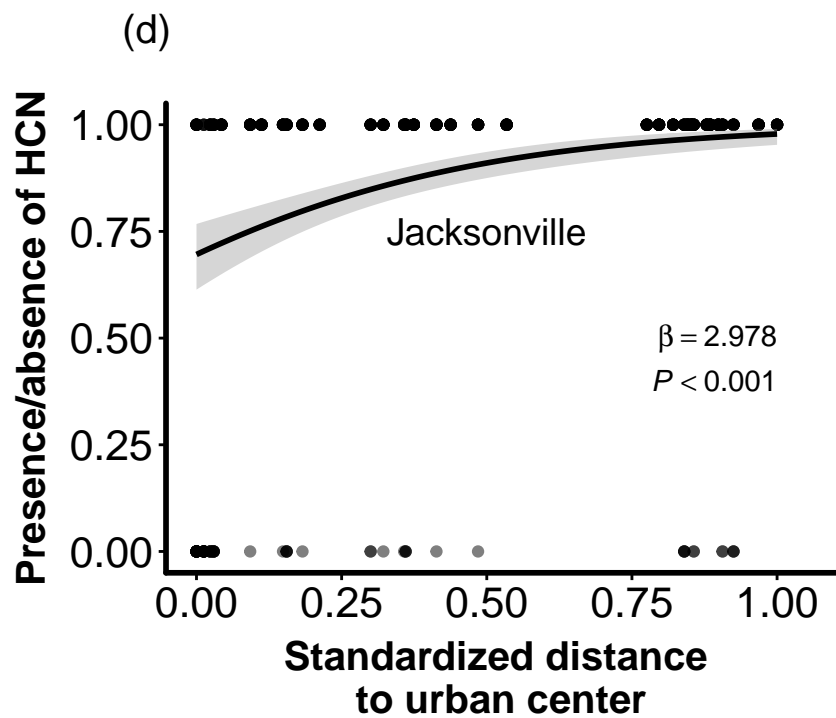 (d)
Presence/absence of HCN
1.00
0.75
0.50
0.25
0.00
Jacksonville
β = 2.978
P < 0.001
0.00 0.25 0.50 0.75 1.00
Standardized distance
to urban center